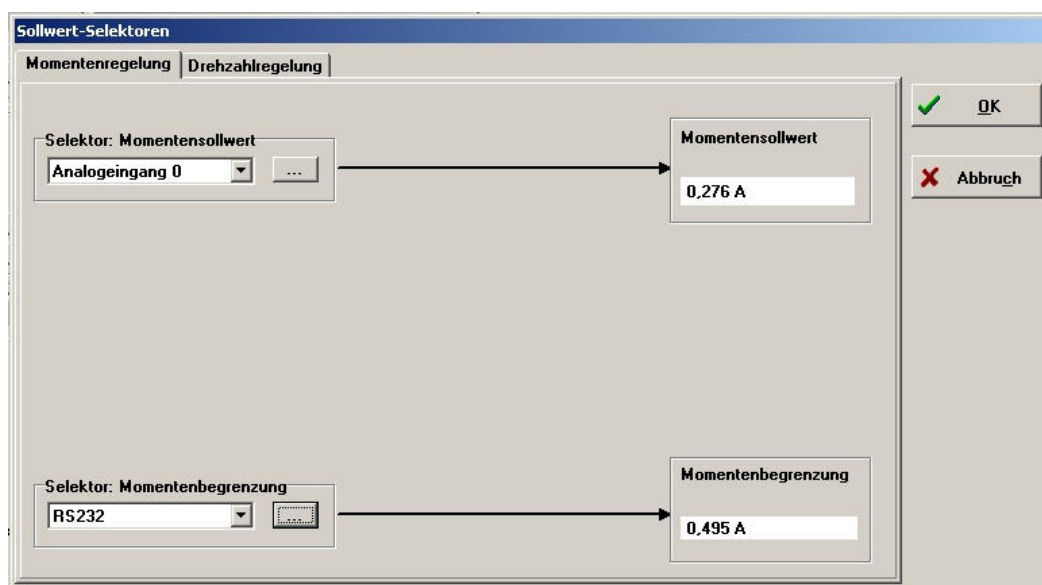 Sollwert-Selektoren
Momentenregelung
Drehzahlregelung
OK
Abbruch
Selektor: Momentensollwert
Analogeingang 0
...
Momentensollwert
0,276 A
Selektor: Momentenbegrenzung
RS232
...
Momentenbegrenzung
0,495 A